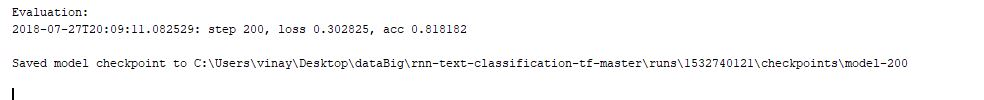 Evaluation:
2018-07-27T20:09:11.082529: step 200, loss 0.302825, acc 0.818182
Saved model checkpoint to C:\Users\vinay\Desktop\dataBig\rnn-text-classification-tf-master\runs\1532740121\checkpoints\model-200